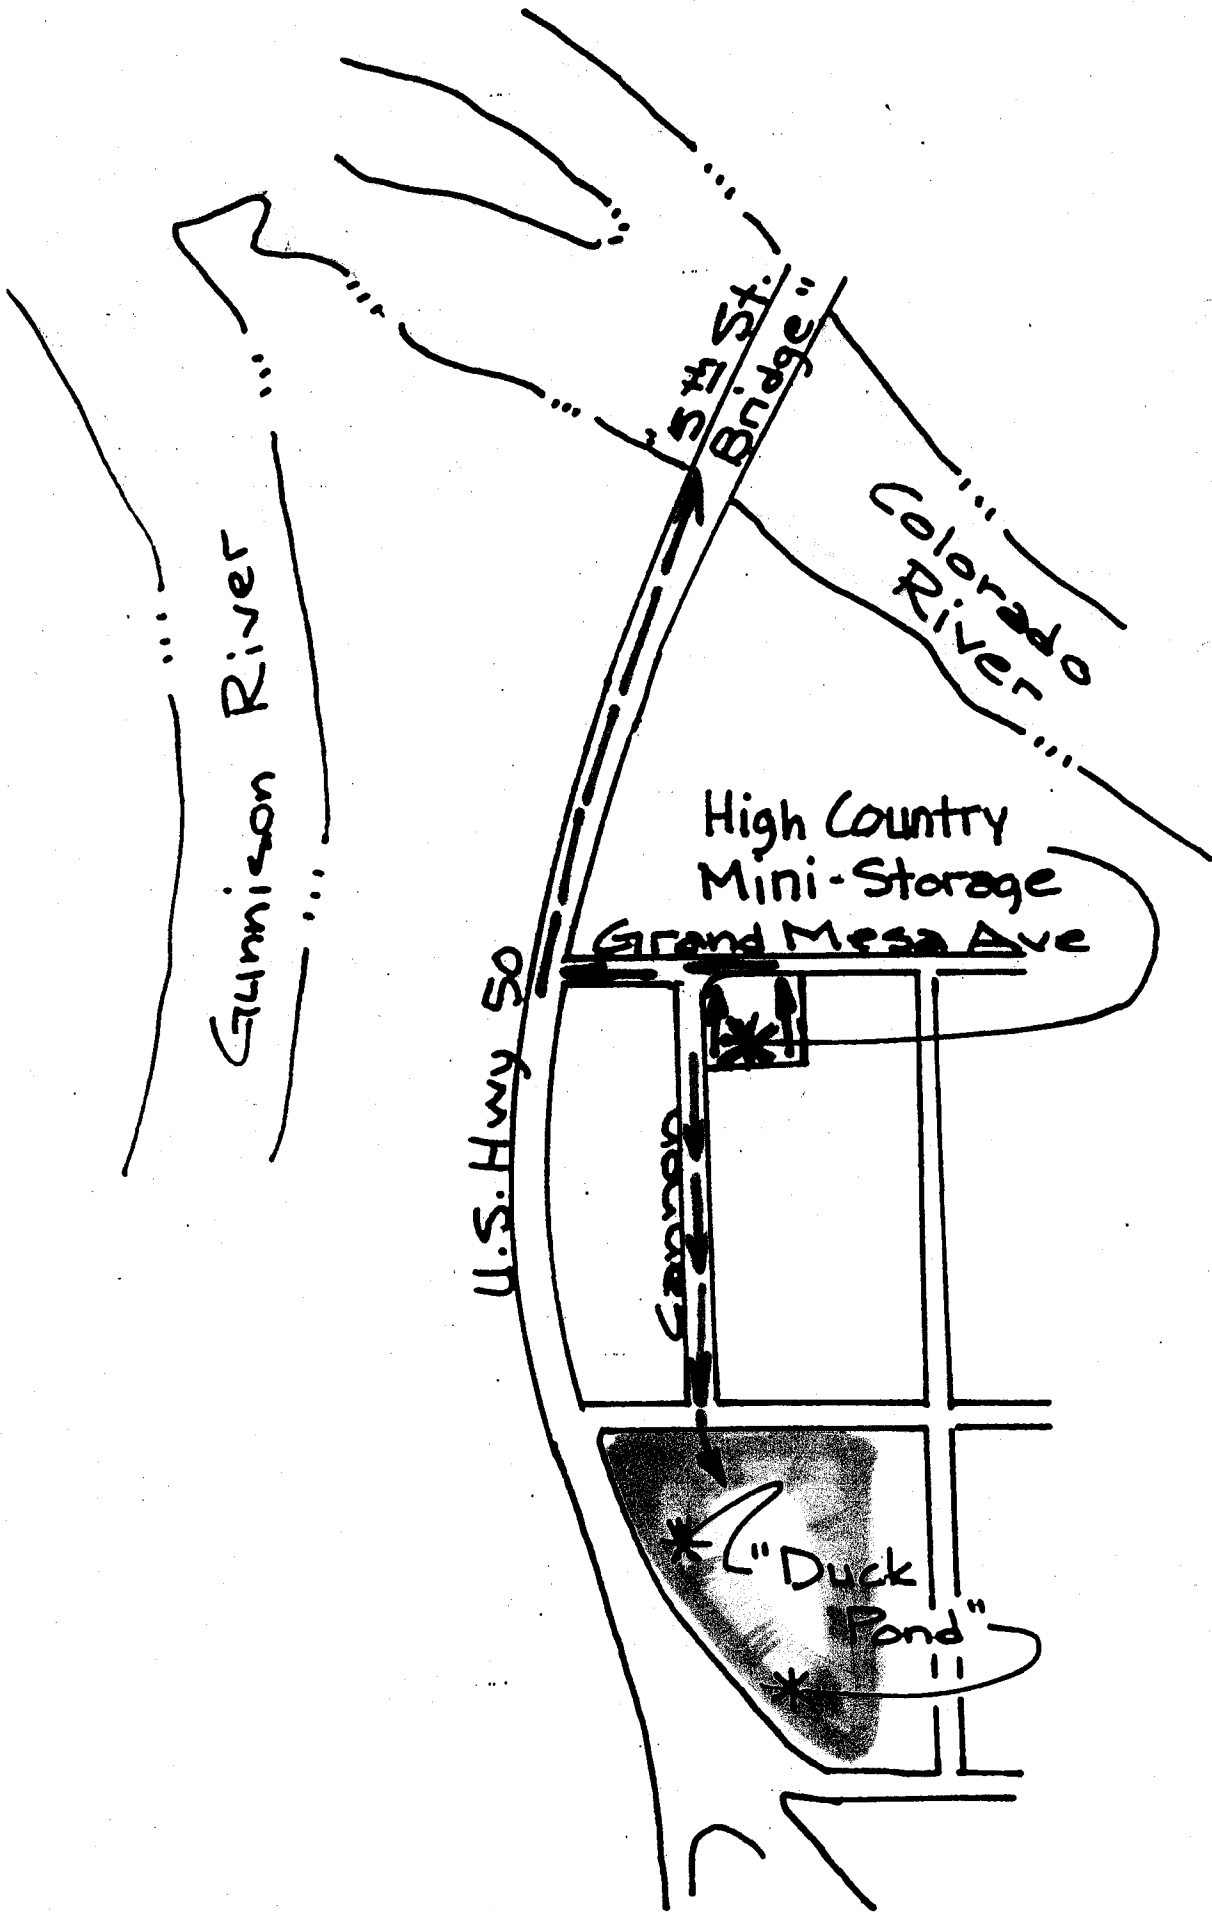 "5TH St.
Bridge"
Colorado
River
Gunnison River
High Country
Mini-Storage
Grand Mesa Ave
U.S. Hwy 50
Cannon
"Duck
Pond"